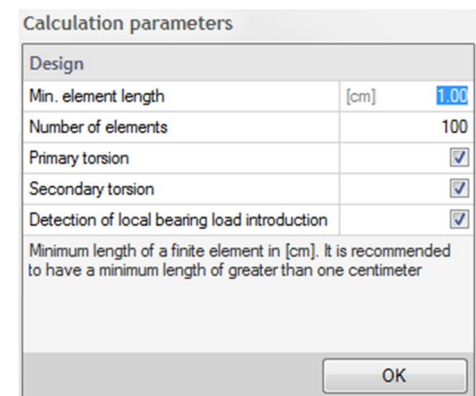 Calculation parameters
Design
Min. element length [cm] 1.00
Number of elements 100
Primary torsion
Secondary torsion
Detection of local bearing load introduction
Minimum length of a finite element in [cm]. It is recommended
to have a minimum length of greater than one centimeter
OK